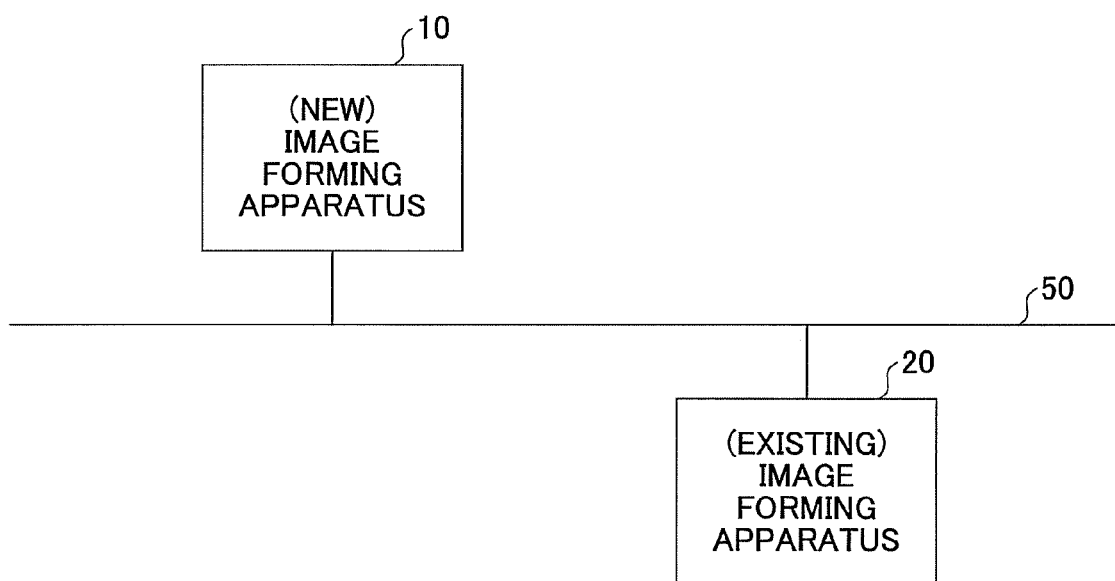 10
(NEW)
IMAGE
FORMING
APPARATUS
50
20
(EXISTING)
IMAGE
FORMING
APPARATUS